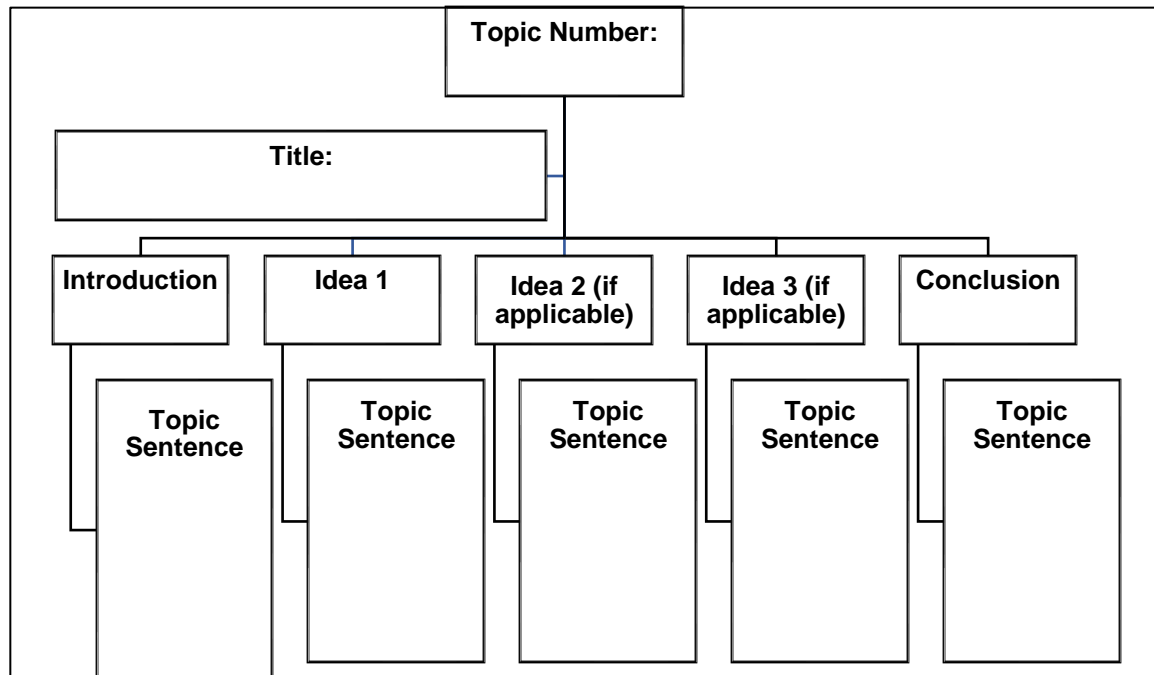 Topic Number:
Title:
Introduction
Idea 1
Idea 2 (if
applicable)
Idea 3 (if
applicable)
Conclusion
Topic
Sentence
Topic
Sentence
Topic
Sentence
Topic
Sentence
Topic
Sentence